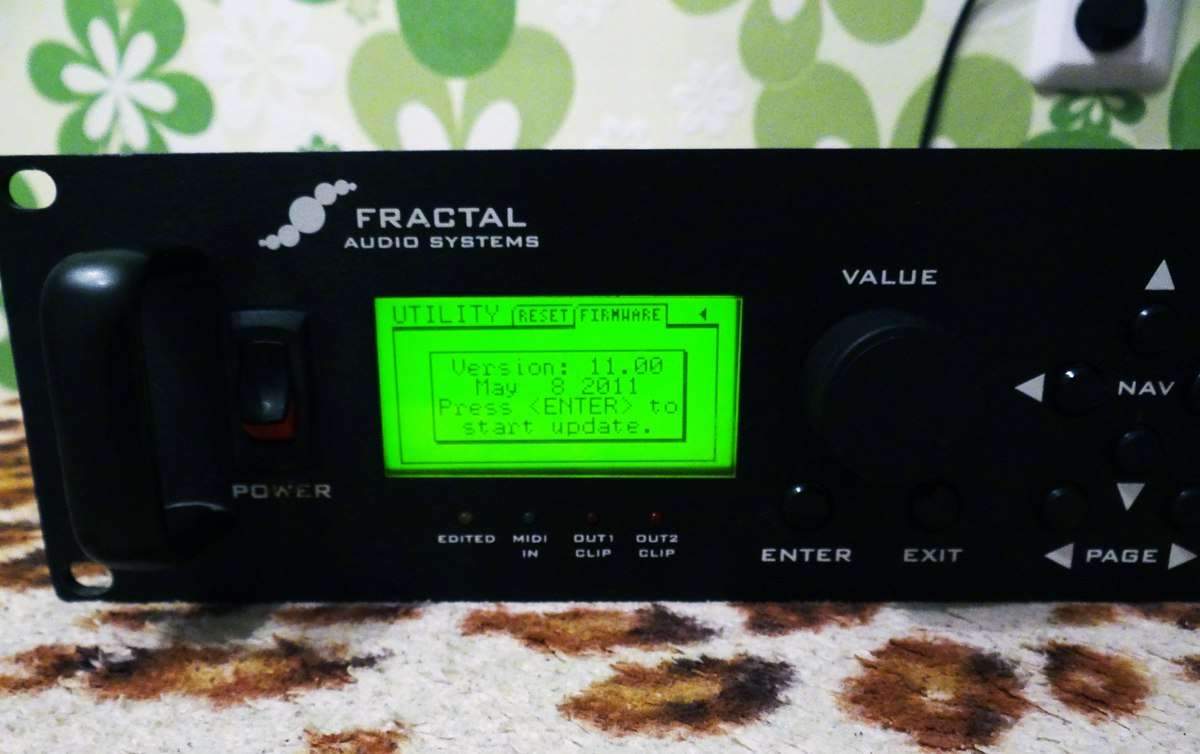 FRACTAL
AUDIO SYSTEMS
VALUE
UTILITY RESET FIRMWARE
Version: 11.00
May 8 2011
Press <ENTER> to
start update.
NAV
POWER
EDITED MIDI IN OUT1 CLIP OUT2 CLIP
ENTER EXIT PAGE